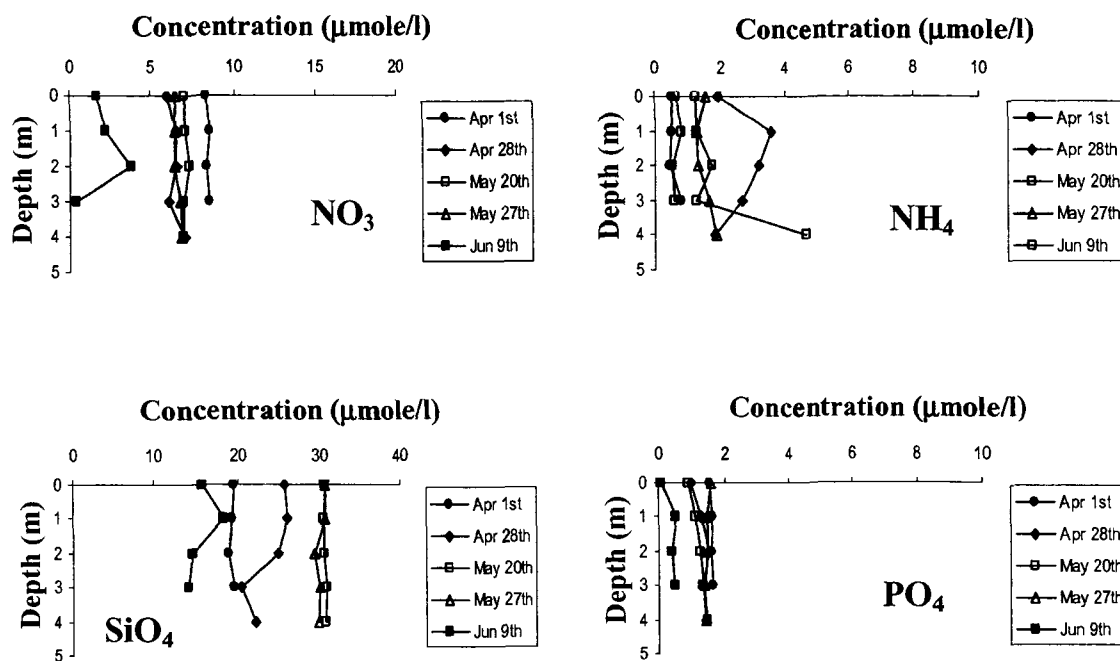 Concentration (μmole/l)
0 5 10 15 20
0
1
2
3
4
5
Depth (m)
NO₃
Apr 1st
Apr 28th
May 20th
May 27th
Jun 9th
Concentration (μmole/l)
0 2 4 6 8 10
0
1
2
3
4
5
Depth (m)
NH₄
Apr 1st
Apr 28th
May 20th
May 27th
Jun 9th
Concentration (μmole/l)
0 10 20 30 40
0
1
2
3
4
5
Depth (m)
SiO₄
Apr 1st
Apr 28th
May 20th
May 27th
Jun 9th
Concentration (μmole/l)
0 2 4 6 8 10
0
1
2
3
4
5
Depth (m)
PO₄
Apr 1st
Apr 28th
May 20th
May 27th
Jun 9th